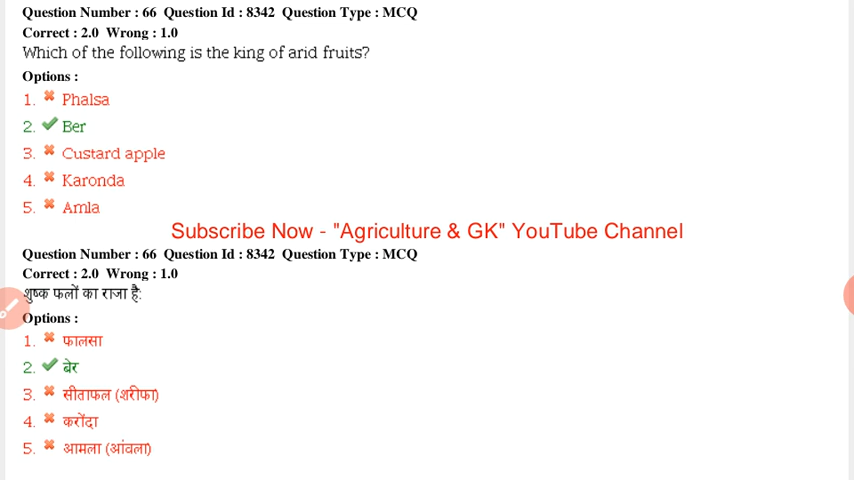 Question Number : 66 Question Id : 8342 Question Type : MCQ
Correct : 2.0 Wrong : 1.0
Which of the following is the king of arid fruits?
Options :
1. ✖ Phalsa
2. ✔ Ber
3. ✖ Custard apple
4. ✖ Karonda
5. ✖ Amla
Subscribe Now - "Agriculture & GK" YouTube Channel
Question Number : 66 Question Id : 8342 Question Type : MCQ
Correct : 2.0 Wrong : 1.0
शुष्क फलों का राजा है:
Options :
1. ✖ फालसा
2. ✔ बेर
3. ✖ सीताफल (शरीफा)
4. ✖ करोंदा
5. ✖ आमला (आंवला)